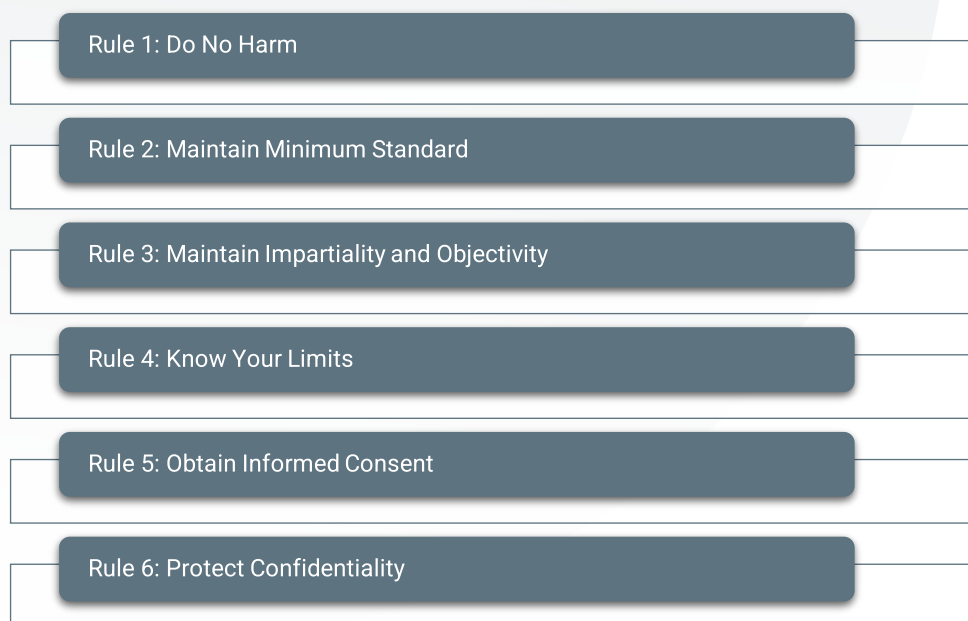 Rule 1: Do No Harm
Rule 2: Maintain Minimum Standard
Rule 3: Maintain Impartiality and Objectivity
Rule 4: Know Your Limits
Rule 5: Obtain Informed Consent
Rule 6: Protect Confidentiality